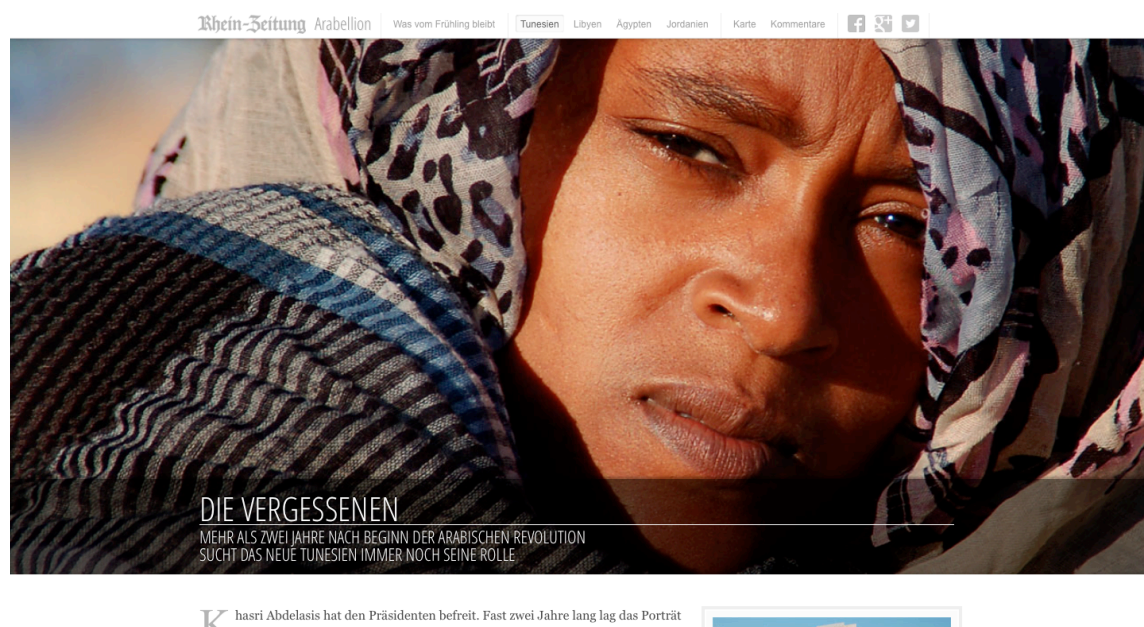 Rhein-Zeitung Arabellion Was vom Frühling bleibt Tunesien Libyen Ägypten Jordanien Karte Kommentare
DIE VERGESSENEN
MEHR ALS ZWEI JAHRE NACH BEGINN DER ARABISCHEN REVOLUTION
SUCHT DAS NEUE TUNESIEN IMMER NOCH SEINE ROLLE
Khasri Abdelasis hat den Präsidenten befreit. Fast zwei Jahre lang lag das Porträt